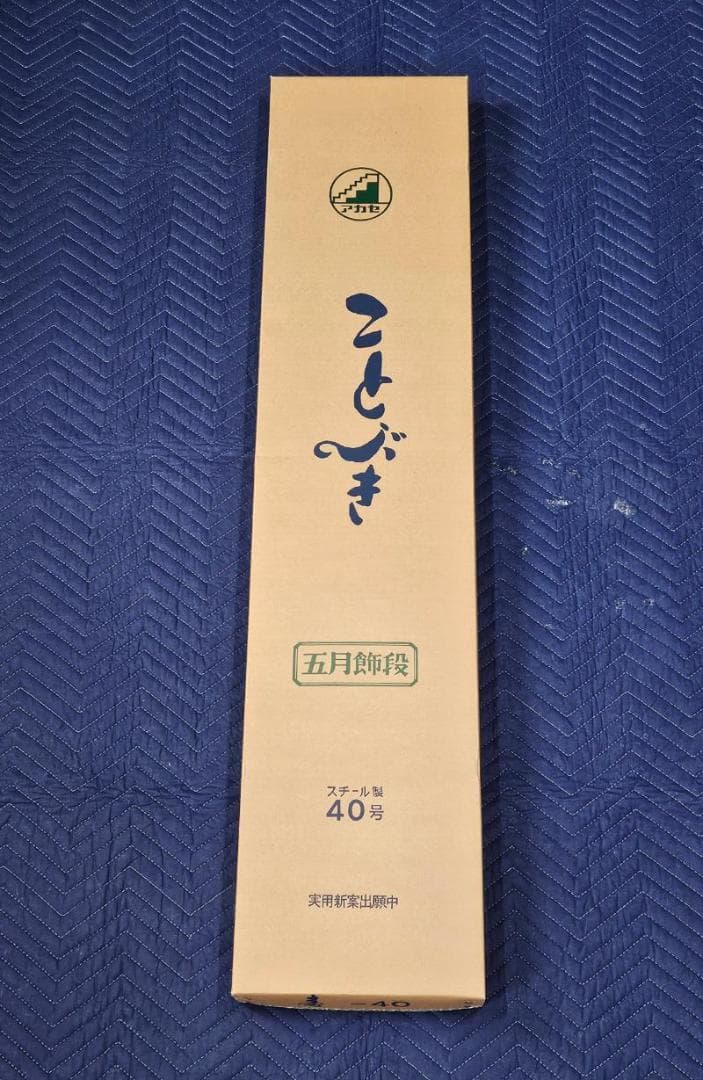 アカセ
ことぶき
五月飾段
スチール製
40号
実用新案出願中
-40